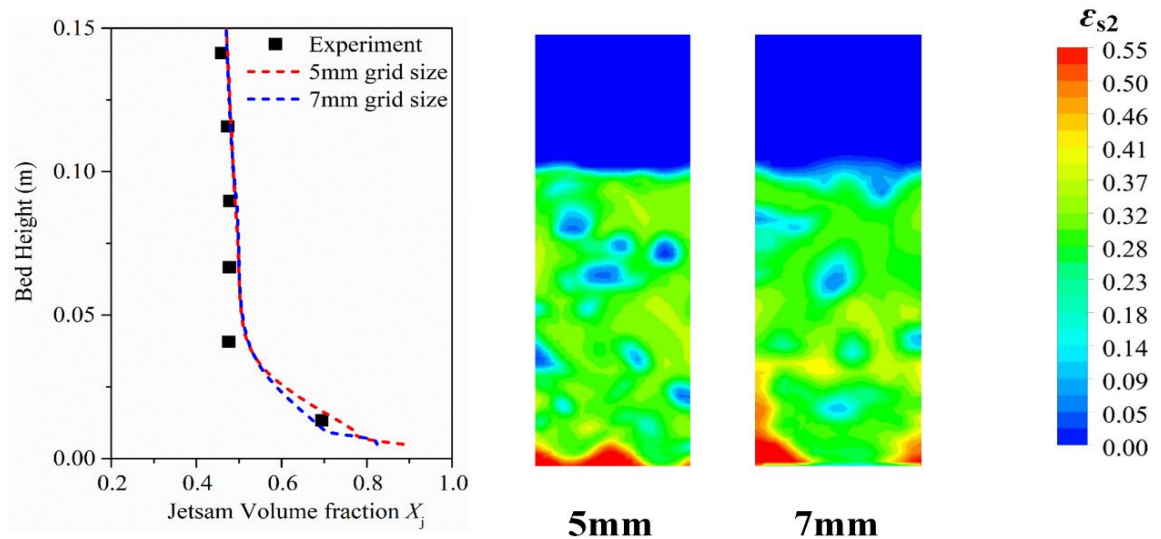 0.15
0.10
0.05
0.00
Bed Height (m)
Experiment
5mm grid size
7mm grid size
0.2 0.4 0.6 0.8 1.0
Jetsam Volume fraction Xj
5mm
7mm
εs2
0.55
0.50
0.46
0.41
0.37
0.32
0.28
0.23
0.18
0.14
0.09
0.05
0.00